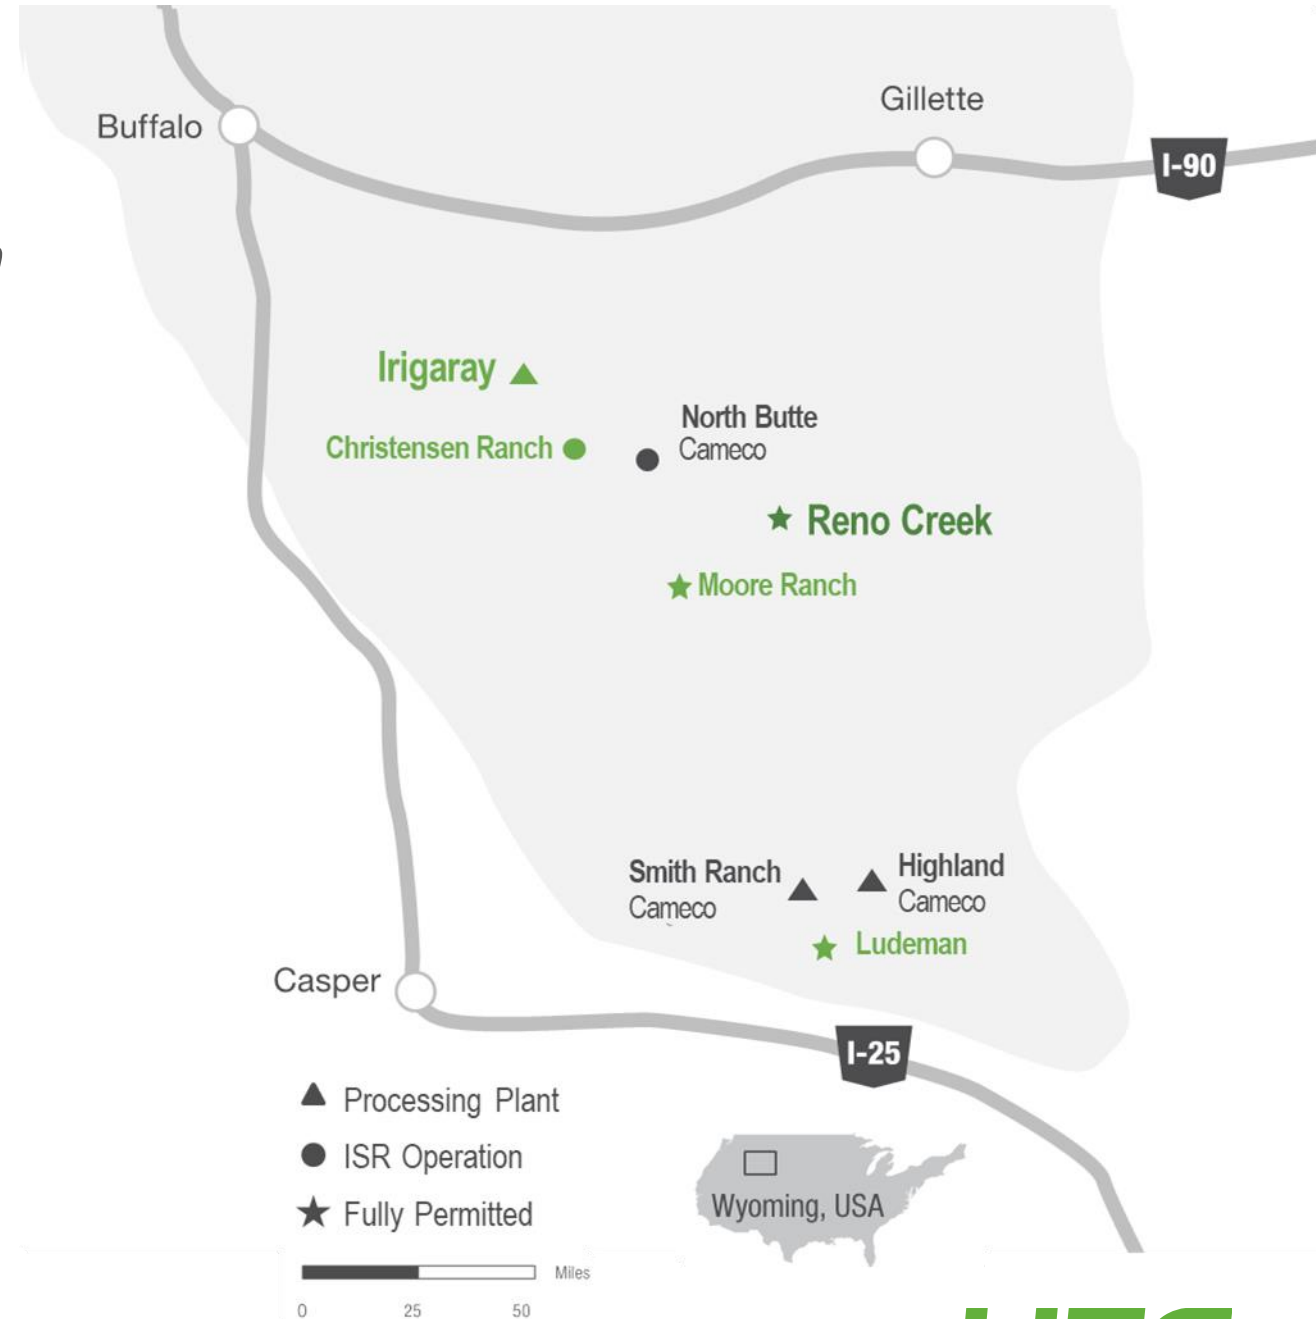 Gillette
Buffalo
I-90
Irigaray
North Butte
Christensen Ranch
Cameco
Reno Creek
Moore Ranch
Smith Ranch
Cameco
Highland
Cameco
Ludeman
Casper
I-25
Processing Plant
ISR Operation
Fully Permitted
Wyoming, USA
Miles
0 25 50